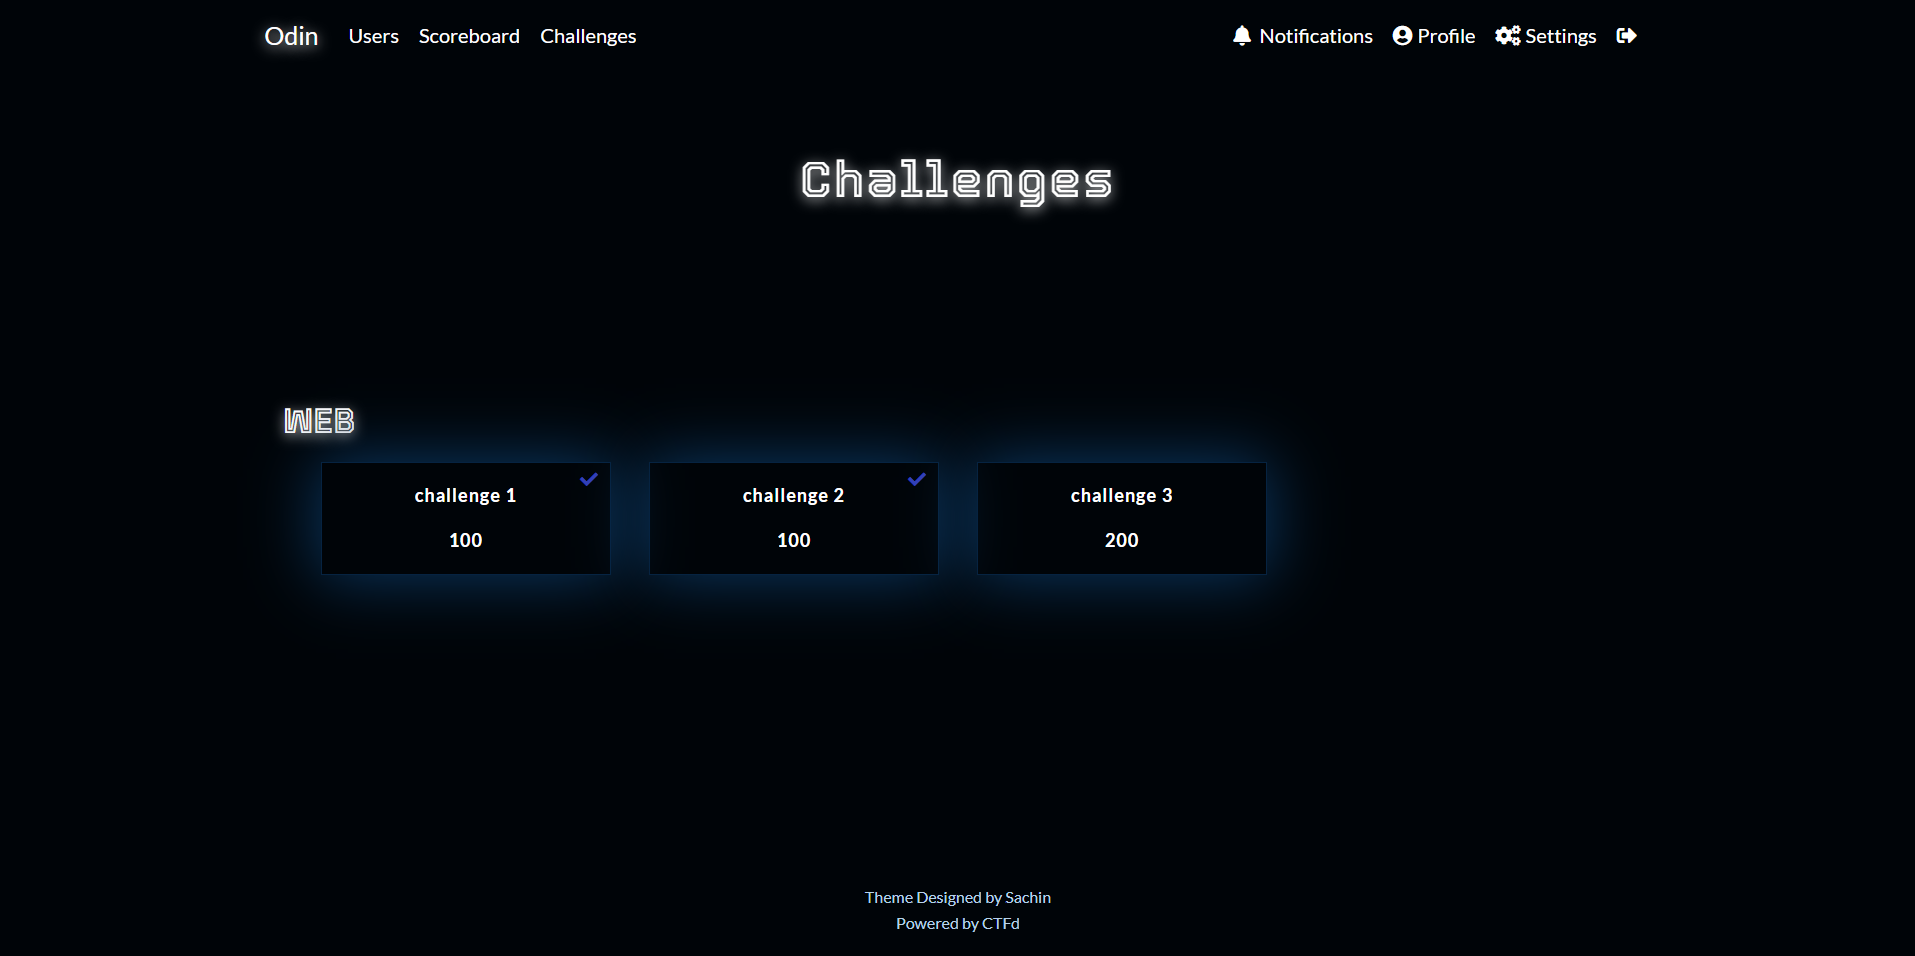 Odin Users Scoreboard Challenges Notifications Profile Settings
Challenges
WEB
challenge 1 challenge 2 challenge 3
100 100 200
Theme Designed by Sachin
Powered by CTFd